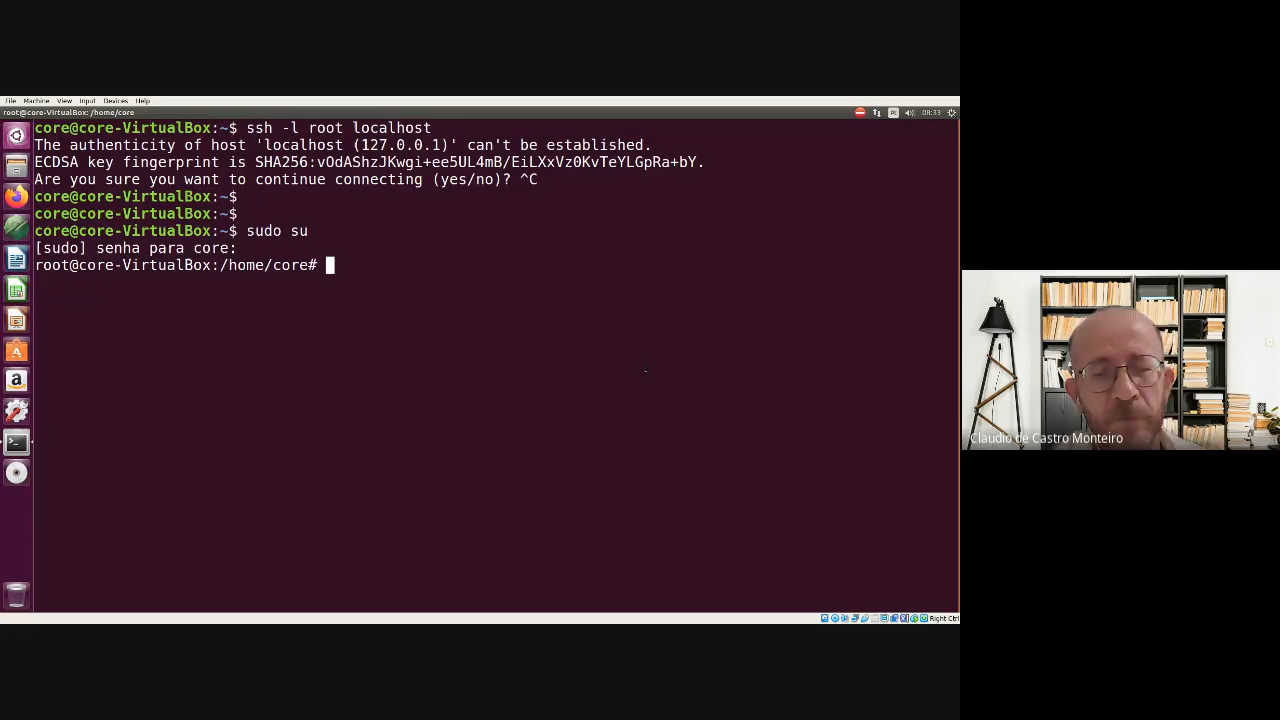 File Machine View Input Devices Help
root@core-VirtualBox: /home/core
08:33
core@core-VirtualBox:~$ ssh -l root localhost
The authenticity of host 'localhost (127.0.0.1)' can't be established.
ECDSA key fingerprint is SHA256:vOdAShzJKwgi+ee5UL4mB/EiLXxVz0KvTeYLGpRa+bY.
Are you sure you want to continue connecting (yes/no)? ^C
core@core-VirtualBox:~$
core@core-VirtualBox:~$
core@core-VirtualBox:~$ sudo su
[sudo] senha para core:
root@core-VirtualBox:/home/core#
Right Ctrl
Claudio de Castro Monteiro